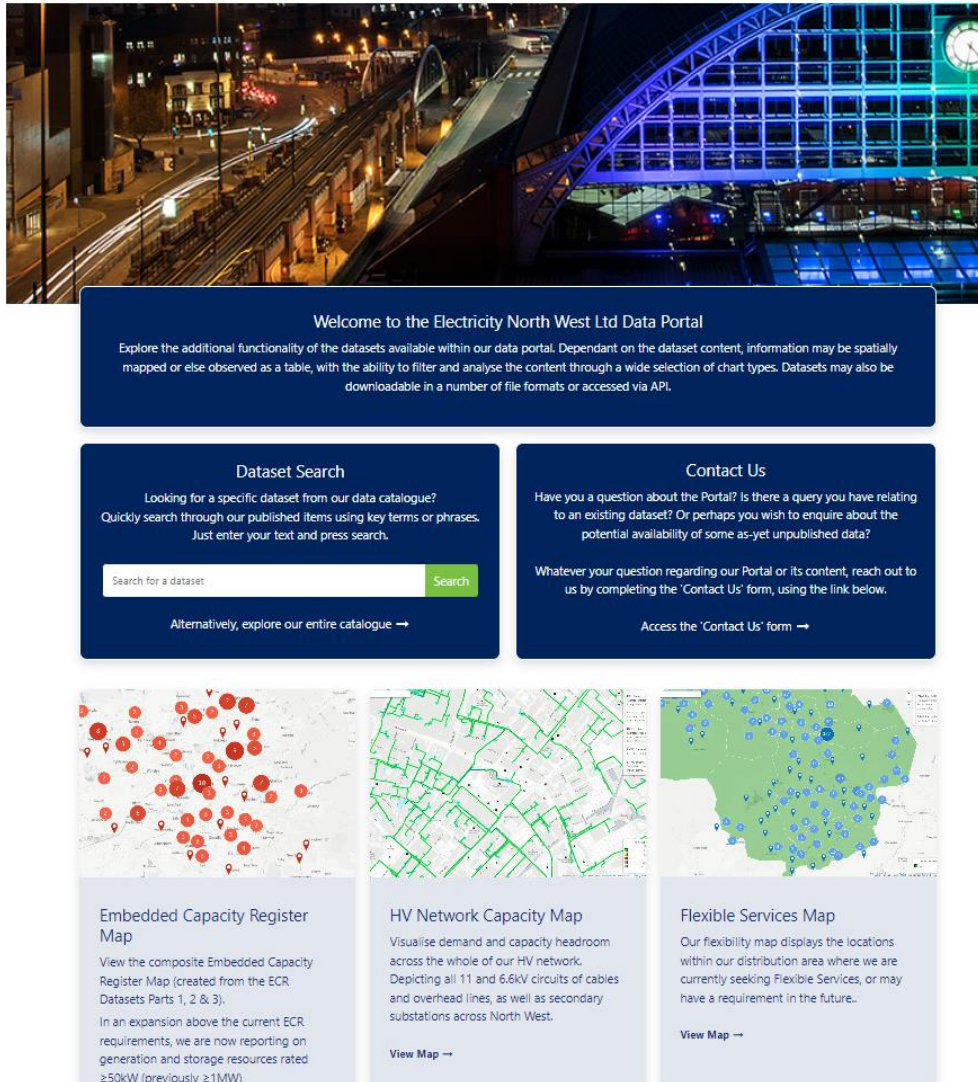 Welcome to the Electricity North West Ltd Data Portal
Explore the additional functionality of the datasets available within our data portal. Dependant on the dataset content, information may be spatially
mapped or else observed as a table, with the ability to filter and analyse the content through a wide selection of chart types. Datasets may also be
downloadable in a number of file formats or accessed via API.
Dataset Search
Looking for a specific dataset from our data catalogue?
Quickly search through our published items using key terms or phrases.
Just enter your text and press search.
Search for a dataset
Search
Alternatively, explore our entire catalogue →
Contact Us
Have you a question about the Portal? Is there a query you have relating
to an existing dataset? Or perhaps you wish to enquire about the
potential availability of some as-yet unpublished data?
Whatever your question regarding our Portal or its content, reach out to
us by completing the 'Contact Us' form, using the link below.
Access the 'Contact Us' form →
Embedded Capacity Register
Map
View the composite Embedded Capacity
Register Map (created from the ECR
Datasets Parts 1, 2 & 3).
In an expansion above the current ECR
requirements, we are now reporting on
generation and storage resources rated
≥50kW (previously ≥1MW)
HV Network Capacity Map
Visualise demand and capacity headroom
across the whole of our HV network.
Depicting all 11 and 6.6kV circuits of cables
and overhead lines, as well as secondary
substations across North West.
View Map →
Flexible Services Map
Our flexibility map displays the locations
within our distribution area where we are
currently seeking Flexible Services, or may
have a requirement in the future..
View Map →